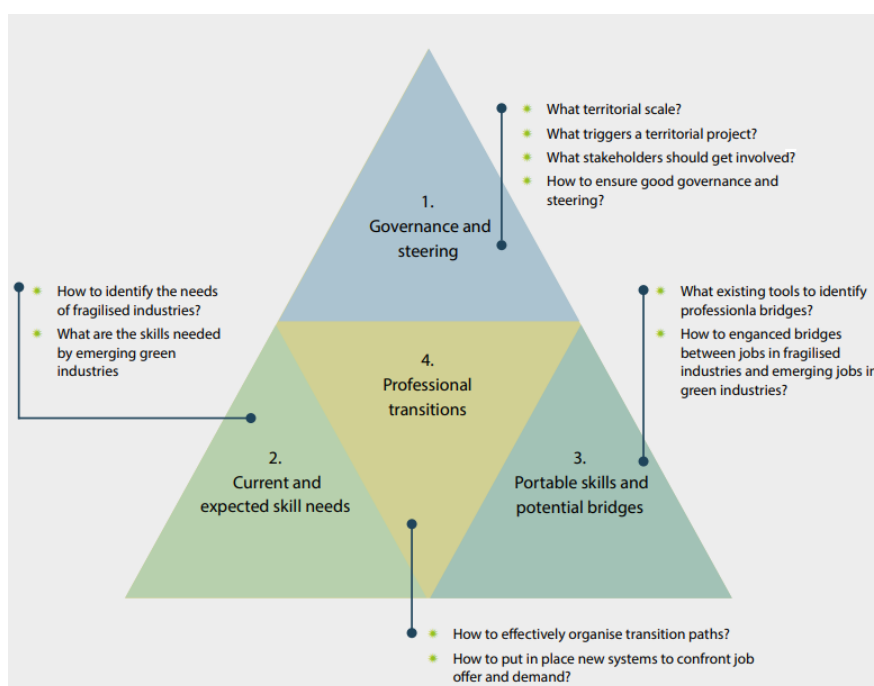 What territorial scale?
What triggers a territorial project?
What stakeholders should get involved?
How to ensure good governance and
steering?
1.
Governance and
steering
How to identify the needs
of fragilised industries?
What are the skills needed
by emerging green
industries
What existing tools to identify
professionla bridges?
How to enganced bridges
between jobs in fragilised
industries and emerging jobs in
green industries?
4.
Professional
transitions
2.
Current and
expected skill needs
3.
Portable skills and
potential bridges
How to effectively organise transition paths?
How to put in place new systems to confront job
offer and demand?